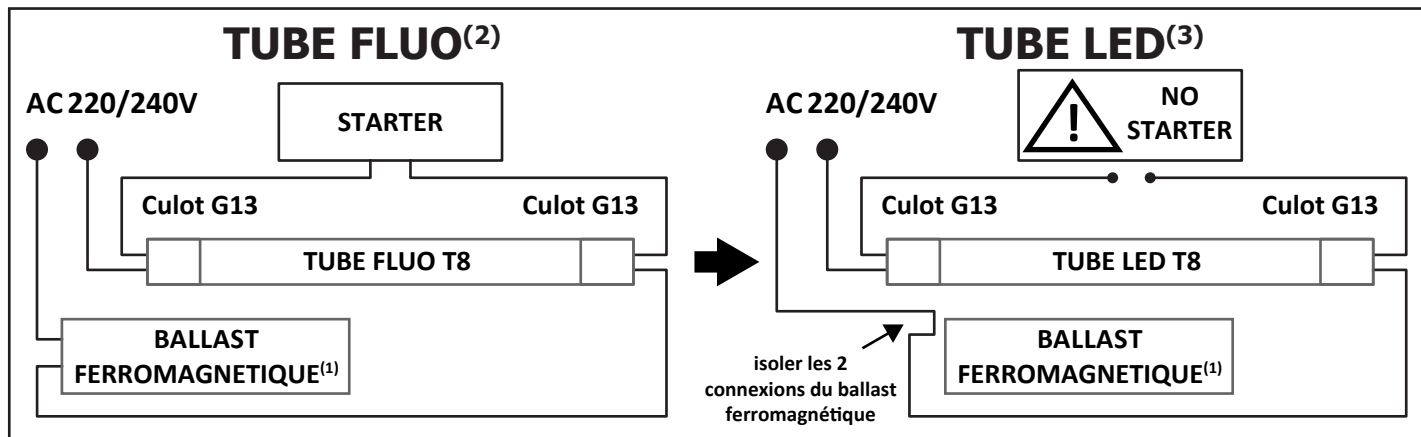 TUBE FLUO(2)
AC 220/240V
STARTER
Culot G13
Culot G13
TUBE FLUO T8
BALLAST
FERROMAGNETIQUE(1)
TUBE LED(3)
AC 220/240V
!
NO
STARTER
Culot G13
Culot G13
TUBE LED T8
isoler les 2
connexions du ballast
ferromagnétique
BALLAST
FERROMAGNETIQUE(1)